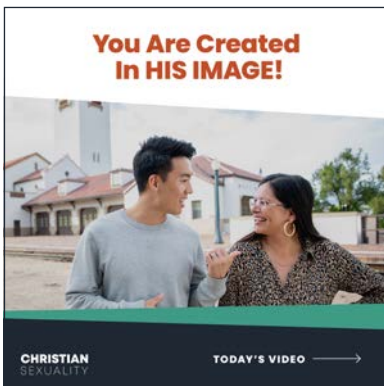 You Are Created
In HIS IMAGE!
CHRISTIAN
SEXUALITY
TODAY'S VIDEO